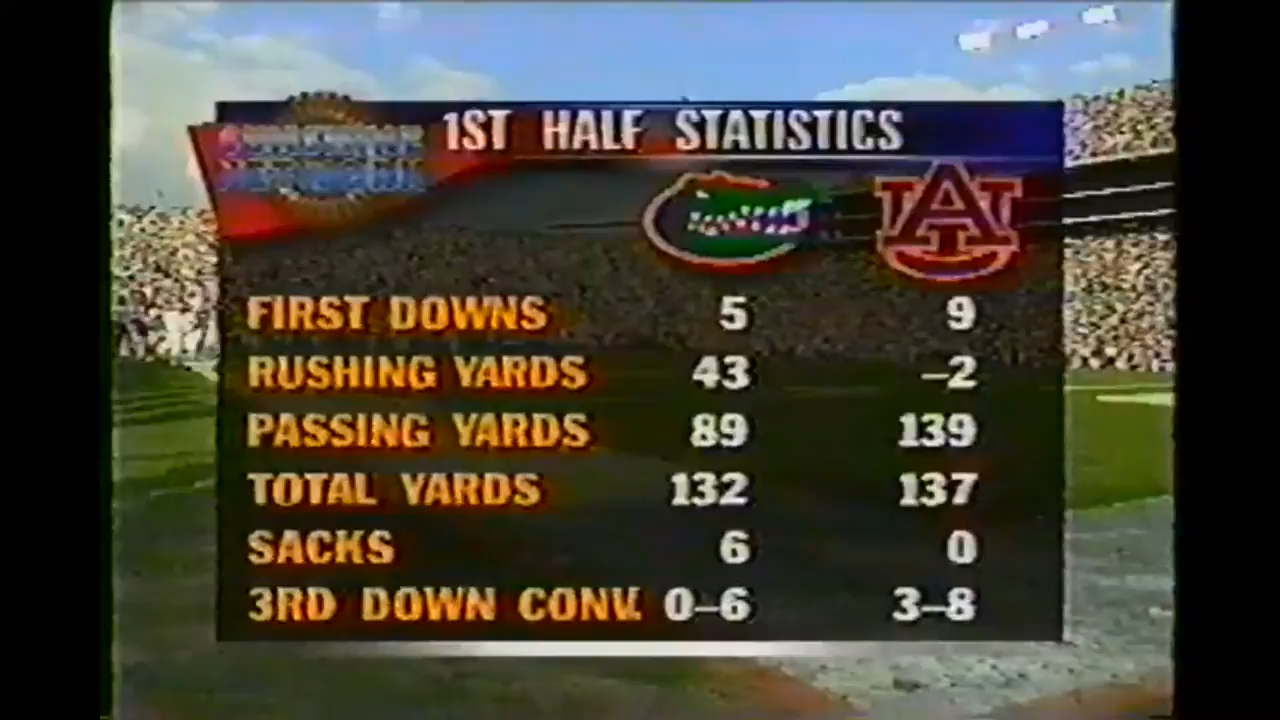 1ST HALF STATISTICS
AU
FIRST DOWNS 5 9
RUSHING YARDS 43 –2
PASSING YARDS 89 139
TOTAL YARDS 132 137
SACKS 6 0
3RD DOWN CONV. 0–6 3–8